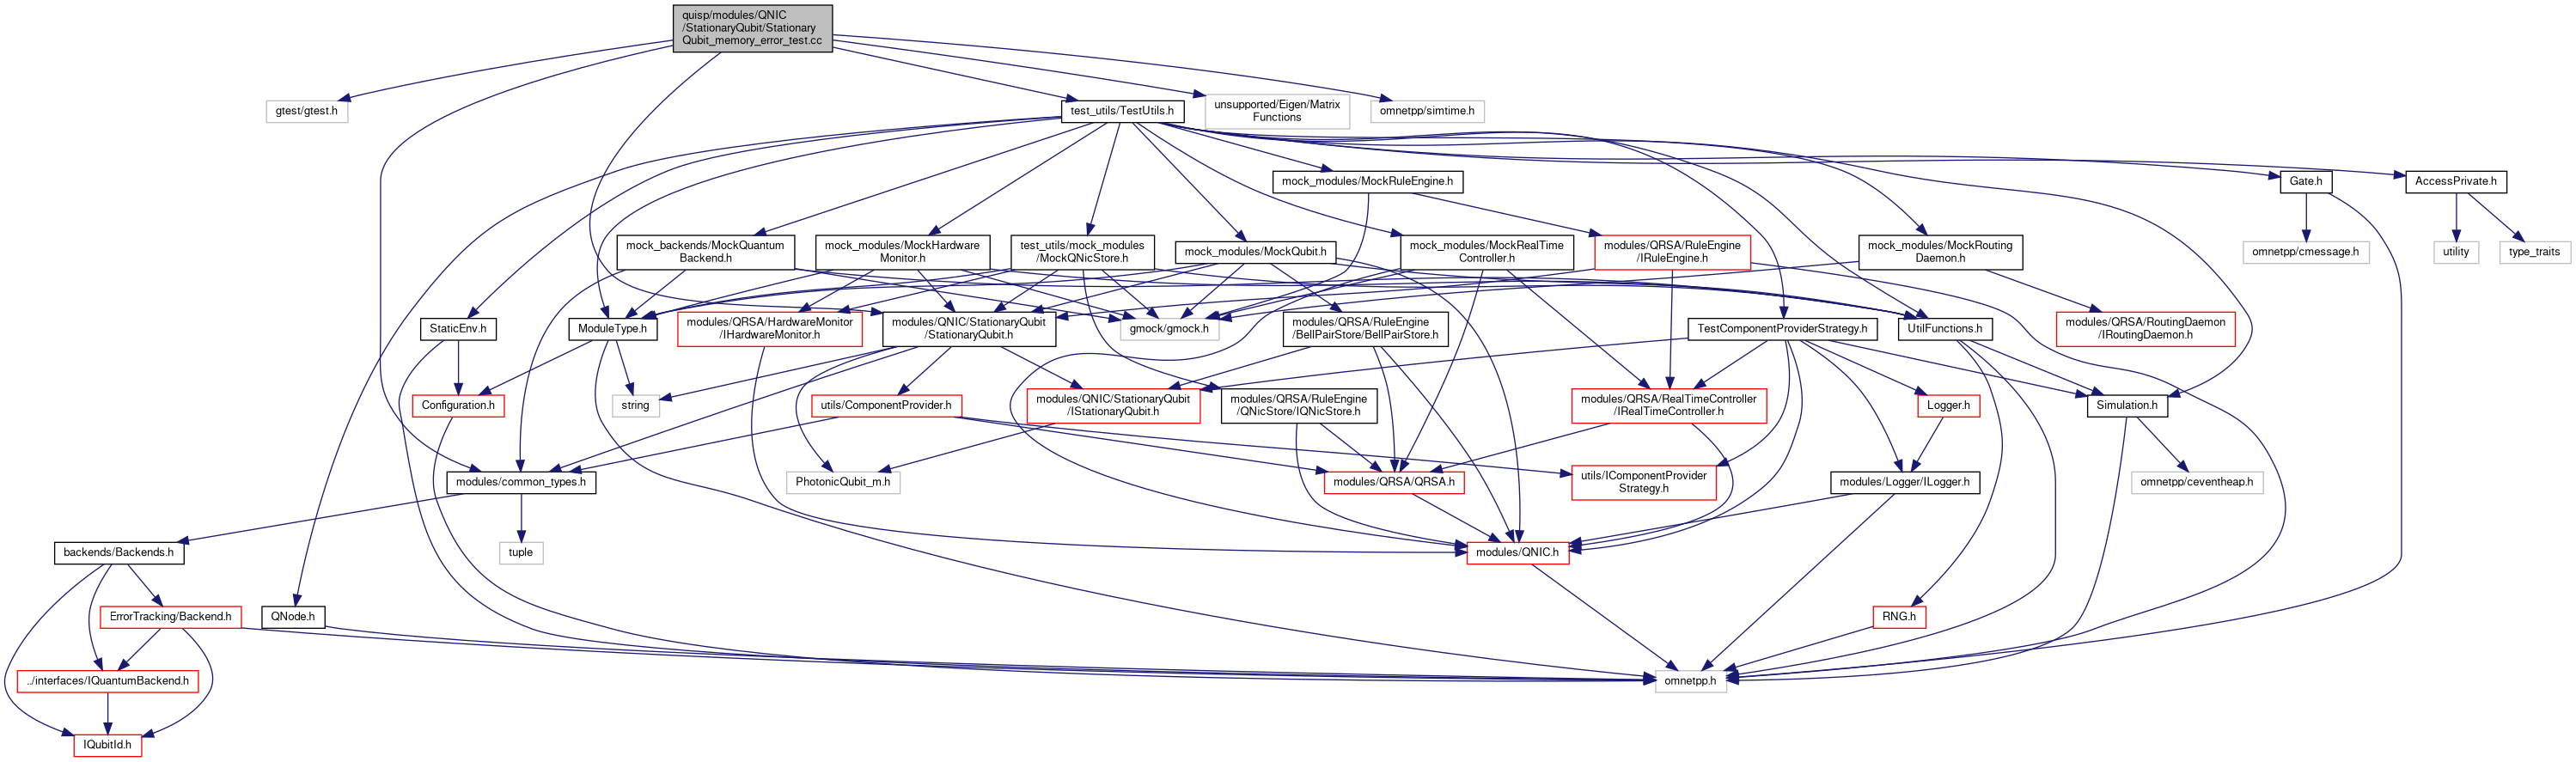 quisp/modules/QNIC
/StationaryQubit/Stationary
Qubit_memory_error_test.cc
gtest/gtest.h
test_utils/TestUtils.h
unsupported/Eigen/Matrix
Functions
omnetpp/simtime.h
mock_modules/MockRuleEngine.h
Gate.h
AccessPrivate.h
mock_backends/MockQuantum
Backend.h
mock_modules/MockHardware
Monitor.h
test_utils/mock_modules
/MockQNicStore.h
mock_modules/MockQubit.h
mock_modules/MockRealTime
Controller.h
modules/QRSA/RuleEngine
/IRuleEngine.h
mock_modules/MockRouting
Daemon.h
omnetpp/cmessage.h
utility
type_traits
StaticEnv.h
ModuleType.h
modules/QRSA/HardwareMonitor
/IHardwareMonitor.h
modules/QNIC/StationaryQubit
/StationaryQubit.h
gmock/gmock.h
modules/QRSA/RuleEngine
/BellPairStore/BellPairStore.h
TestComponentProviderStrategy.h
UtilFunctions.h
modules/QRSA/RoutingDaemon
/IRoutingDaemon.h
Configuration.h
string
utils/ComponentProvider.h
modules/QNIC/StationaryQubit
/IStationaryQubit.h
modules/QRSA/RuleEngine
/QNicStore/IQNicStore.h
modules/QRSA/RealTimeController
/IRealTimeController.h
Logger.h
Simulation.h
modules/common_types.h
PhotonicQubit_m.h
modules/QRSA/QRSA.h
utils/IComponentProvider
Strategy.h
modules/Logger/ILogger.h
omnetpp/ceventheap.h
backends/Backends.h
tuple
modules/QNIC.h
ErrorTracking/Backend.h
QNode.h
RNG.h
../interfaces/IQuantumBackend.h
omnetpp.h
IQubitId.h